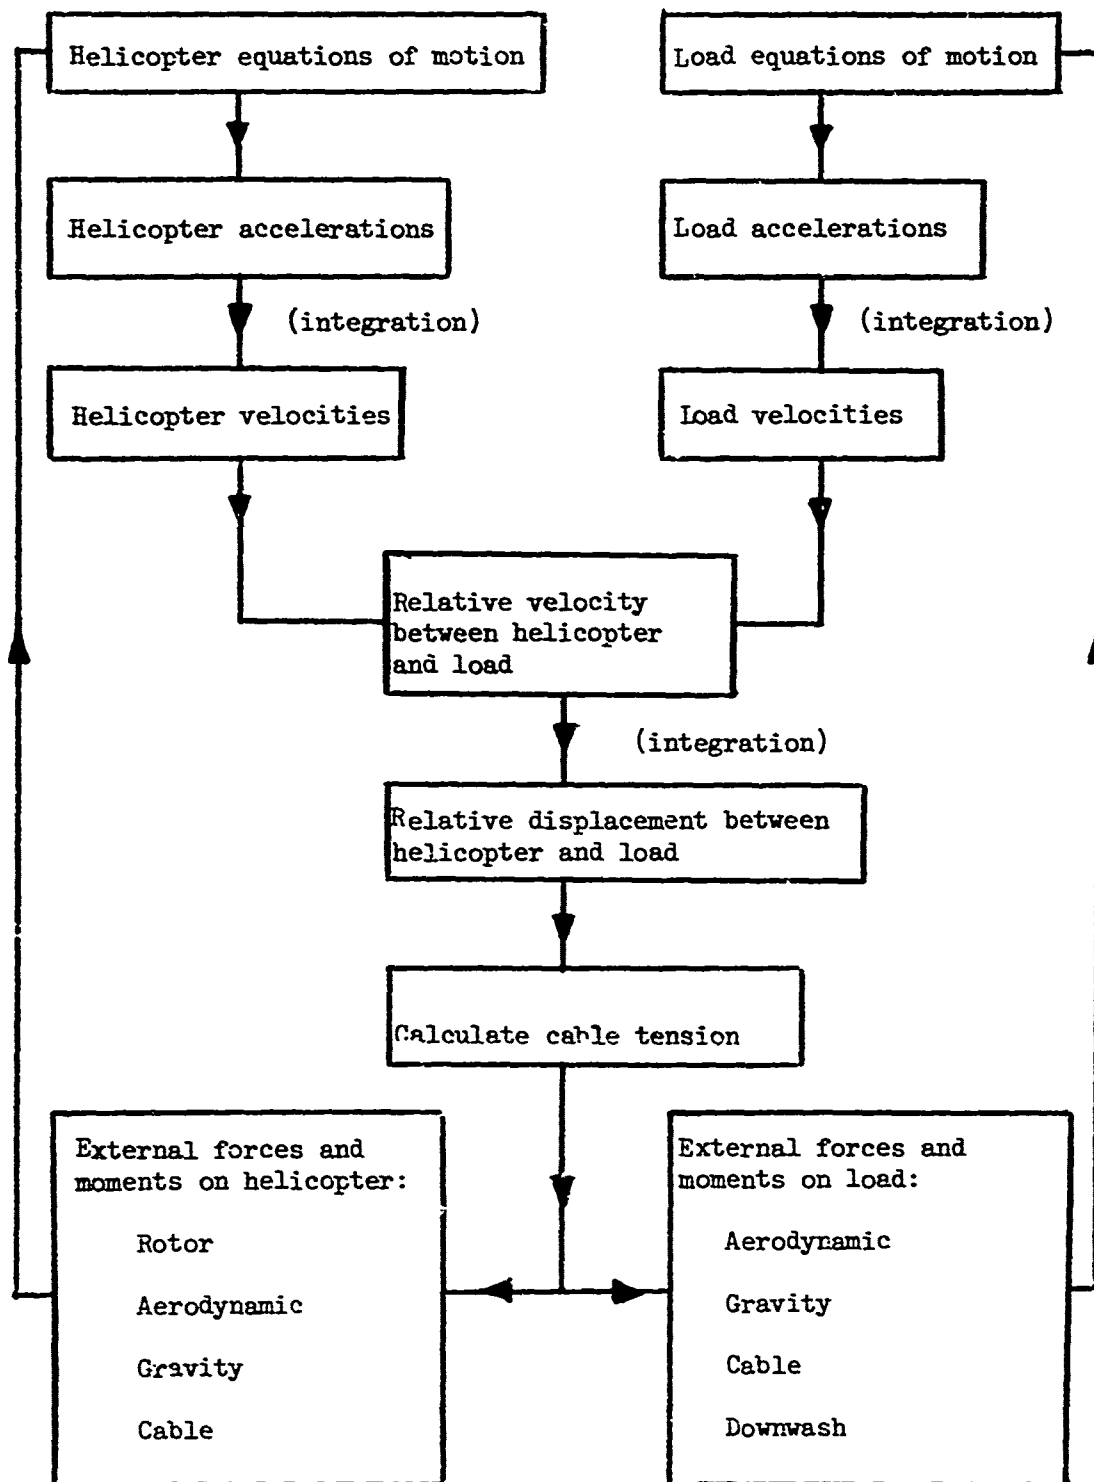 Helicopter equations of motion
Load equations of motion
Helicopter accelerations
Load accelerations
(integration)
(integration)
Helicopter velocities
Load velocities
Relative velocity
between helicopter
and load
(integration)
Relative displacement between
helicopter and load
Calculate cable tension
External forces and
moments on helicopter:
Rotor
Aerodynamic
Gravity
Cable
External forces and
moments on load:
Aerodynamic
Gravity
Cable
Downwash